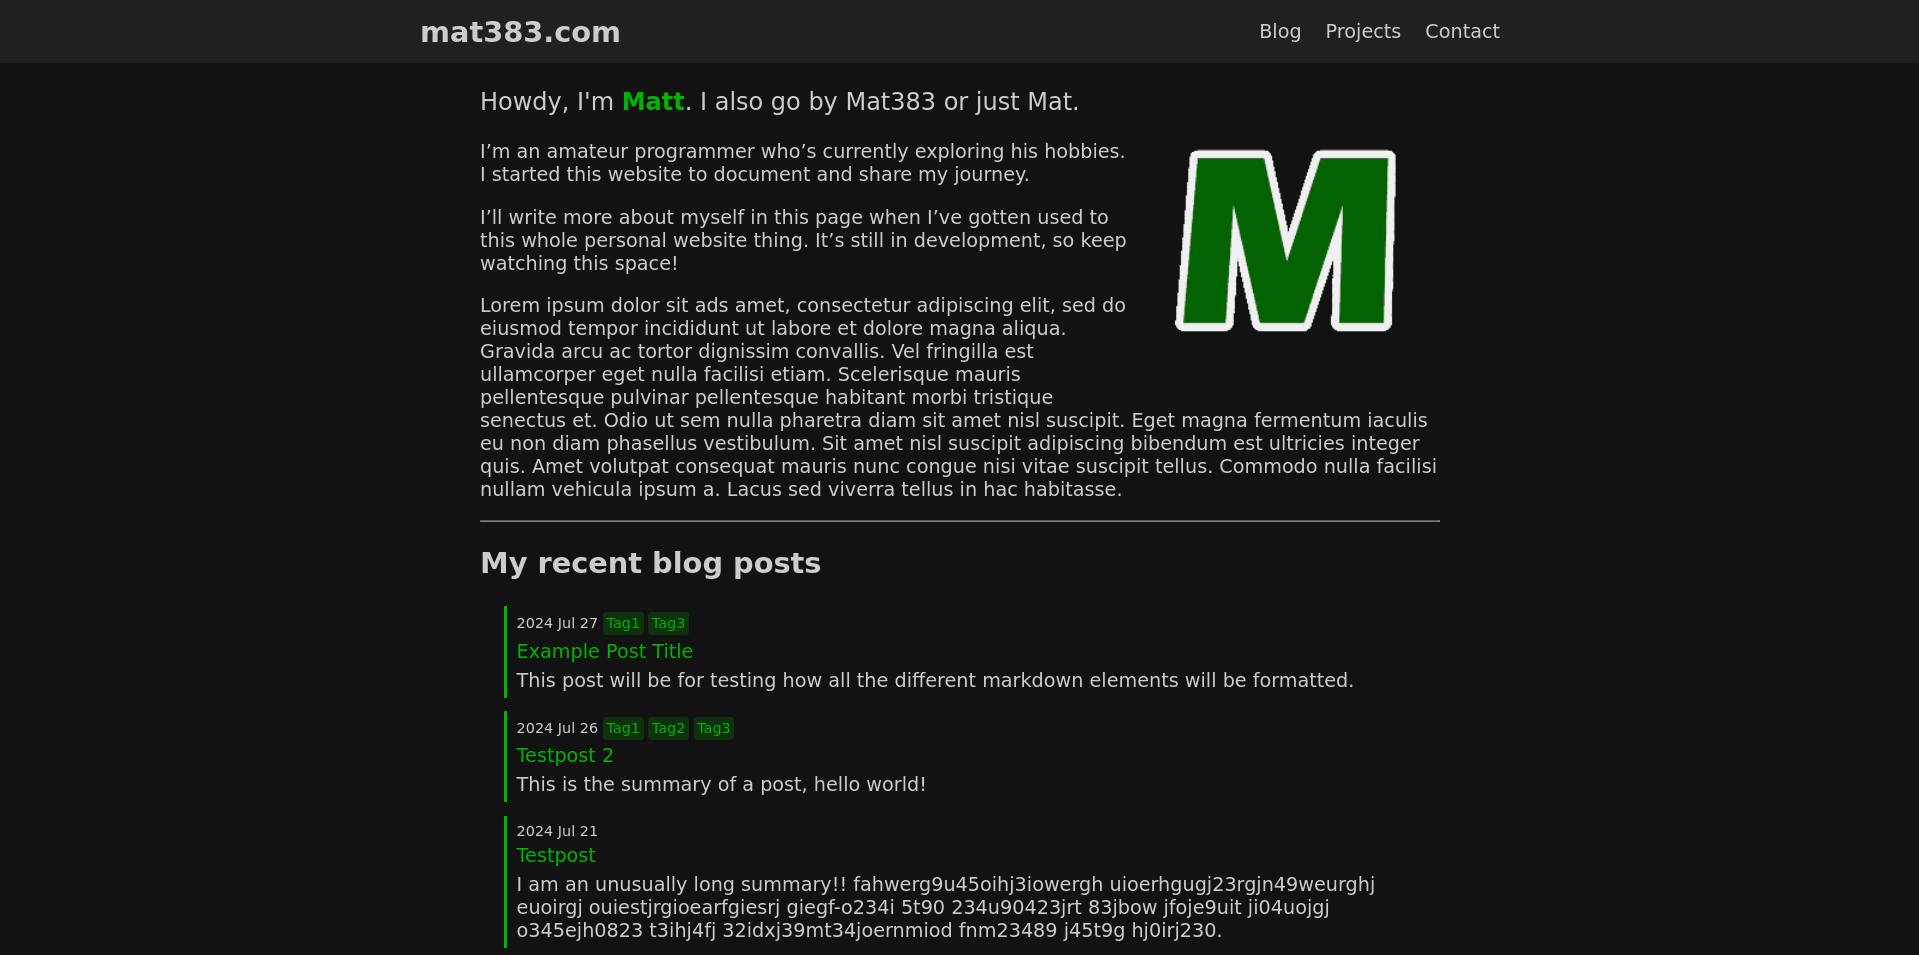 mat383.com
Blog Projects Contact
Howdy, I'm Matt. I also go by Mat383 or just Mat.
I’m an amateur programmer who’s currently exploring his hobbies.
I started this website to document and share my journey.
I’ll write more about myself in this page when I’ve gotten used to
this whole personal website thing. It’s still in development, so keep
watching this space!
M
Lorem ipsum dolor sit ads amet, consectetur adipiscing elit, sed do
eiusmod tempor incididunt ut labore et dolore magna aliqua.
Gravida arcu ac tortor dignissim convallis. Vel fringilla est
ullamcorper eget nulla facilisi etiam. Scelerisque mauris
pellentesque pulvinar pellentesque habitant morbi tristique
senectus et. Odio ut sem nulla pharetra diam sit amet nisl suscipit. Eget magna fermentum iaculis
eu non diam phasellus vestibulum. Sit amet nisl suscipit adipiscing bibendum est ultricies integer
quis. Amet volutpat consequat mauris nunc congue nisi vitae suscipit tellus. Commodo nulla facilisi
nullam vehicula ipsum a. Lacus sed viverra tellus in hac habitasse.
My recent blog posts
2024 Jul 27 Tag1 Tag3
Example Post Title
This post will be for testing how all the different markdown elements will be formatted.
2024 Jul 26 Tag1 Tag2 Tag3
Testpost 2
This is the summary of a post, hello world!
2024 Jul 21
Testpost
I am an unusually long summary!! fahwerg9u45oihj3iowergh uioerhgugj23rgjn49weurghj
euoirgj ouiestjrgioearfgiesrj giegf-o234i 5t90 234u90423jrt 83jbow jfoje9uit ji04uojgj
o345ejh0823 t3ihj4fj 32idxj39mt34joernmiod fnm23489 j45t9g hj0irj230.